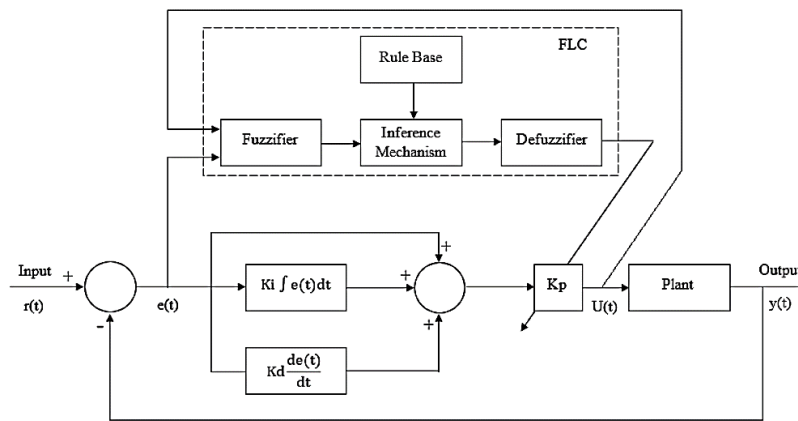 FLC
Rule Base
Fuzzifier
Inference
Mechanism
Defuzzifier
Input
+
r(t)
-
e(t)
Ki ∫ e(t)dt
Kd de(t)/dt
+
+
+
Kp
U(t)
Plant
Outpu
y(t)